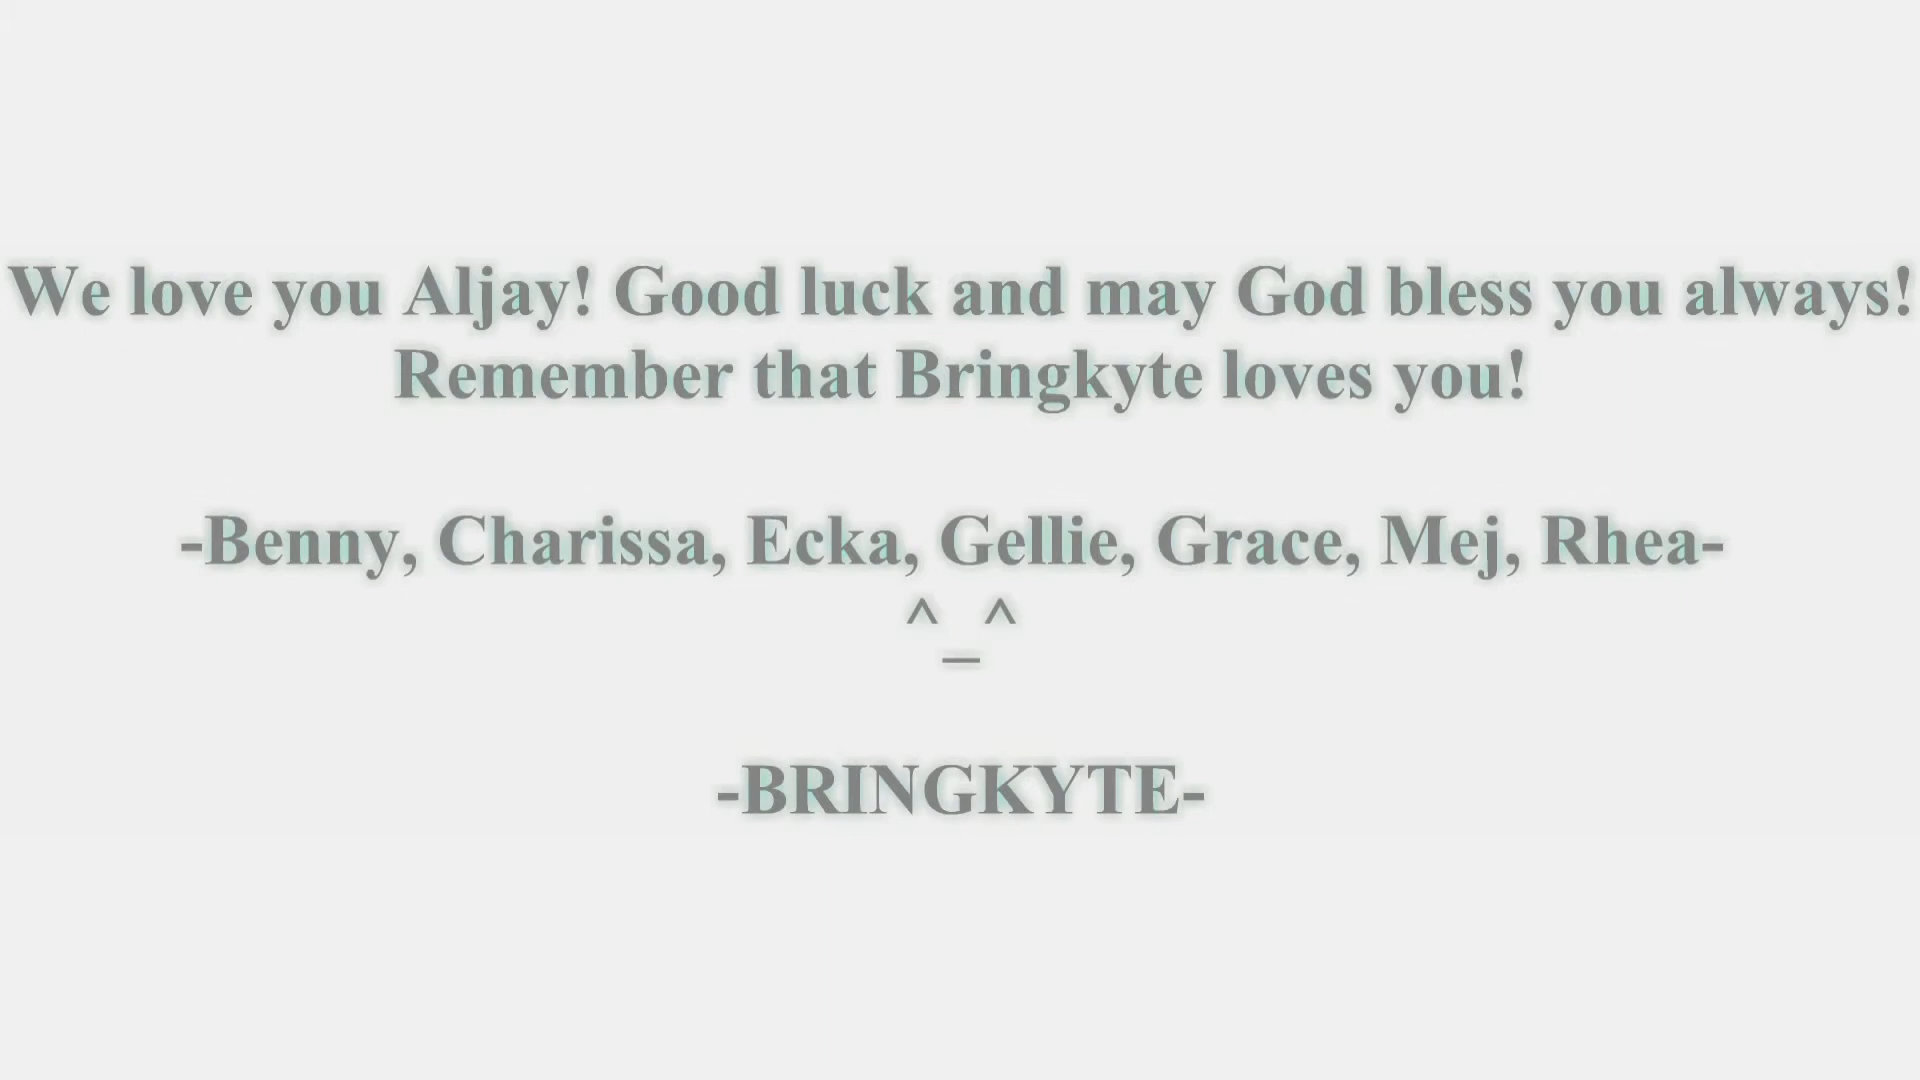 We love you Aljay! Good luck and may God bless you always!
Remember that Bringkyte loves you!
-Benny, Charissa, Ecka, Gellie, Grace, Mej, Rhea-
^_^
-BRINGKYTE-